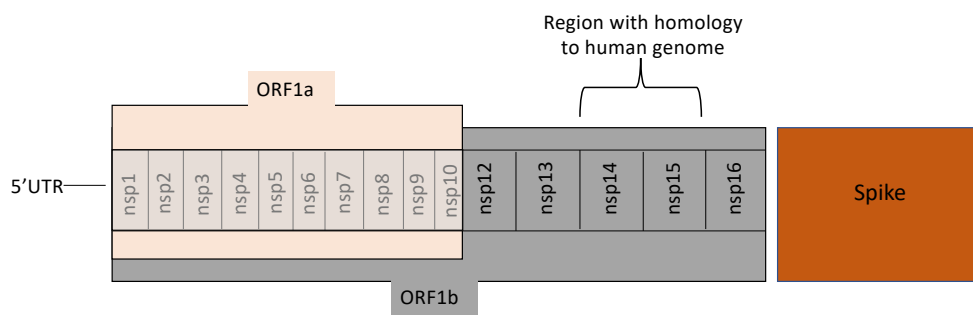 Region with homology
to human genome
ORF1a
5’UTR
nsp1
nsp2
nsp3
nsp4
nsp5
nsp6
nsp7
nsp8
nsp9
nsp10
nsp12
nsp13
nsp14
nsp15
nsp16
Spike
ORF1b